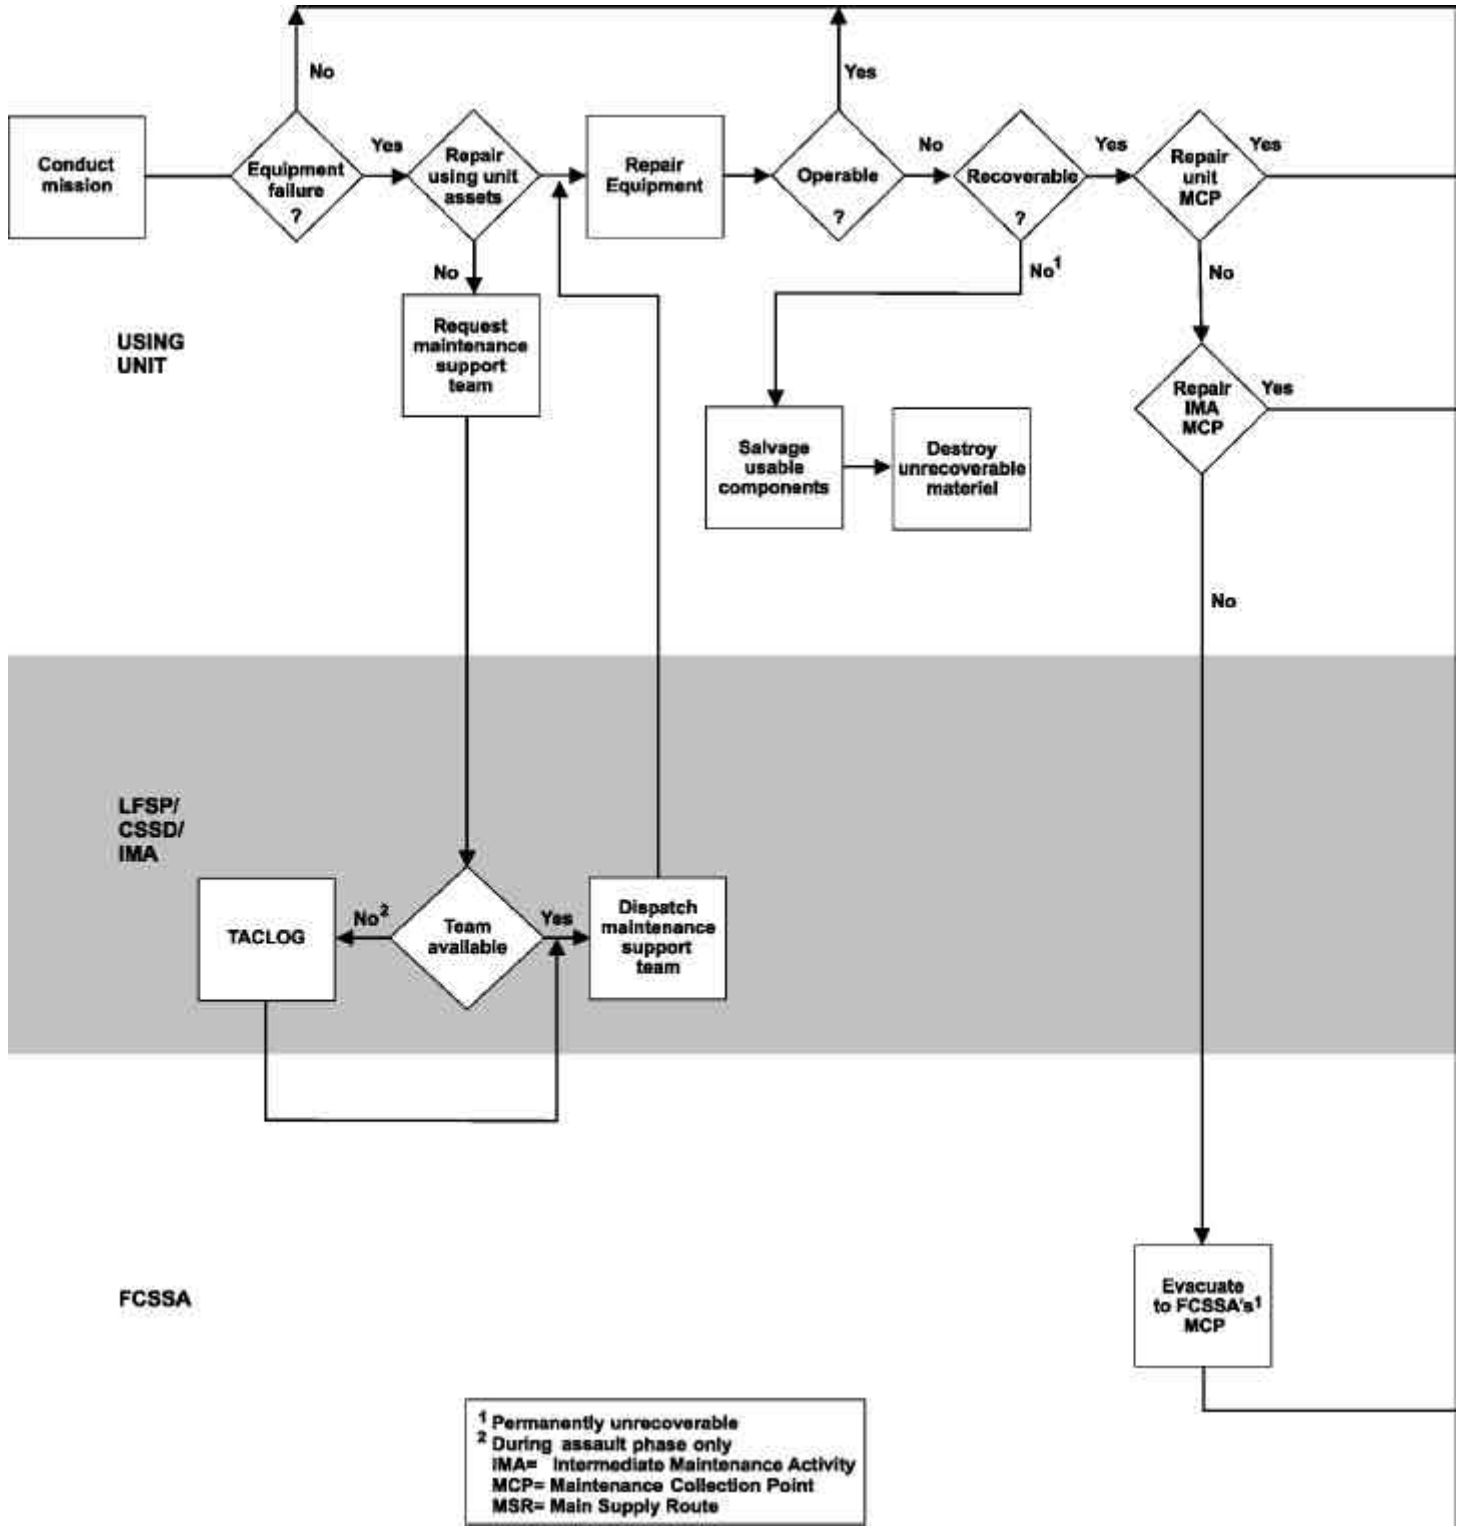 No
Yes
Conduct
mission
Equipment
failure
?
Yes
Repair
using unit
assets
Repair
Equipment
Operable
?
No
Recoverable
?
Yes
Repair
unit
MCP
Yes
No
No¹
No
Request
maintenance
support
team
USING
UNIT
Repair
IMA
MCP
Yes
Salvage
usable
components
Destroy
unrecoverable
materiel
No
LFSP/
CSSD/
IMA
TACLOG
No²
Team
available
Yes
Dispatch
maintenance
support
team
FCSSA
Evacuate
to FCSSA's¹
MCP
¹ Permanently unrecoverable
² During assault phase only
IMA= Intermediate Maintenance Activity
MCP= Maintenance Collection Point
MSR= Main Supply Route